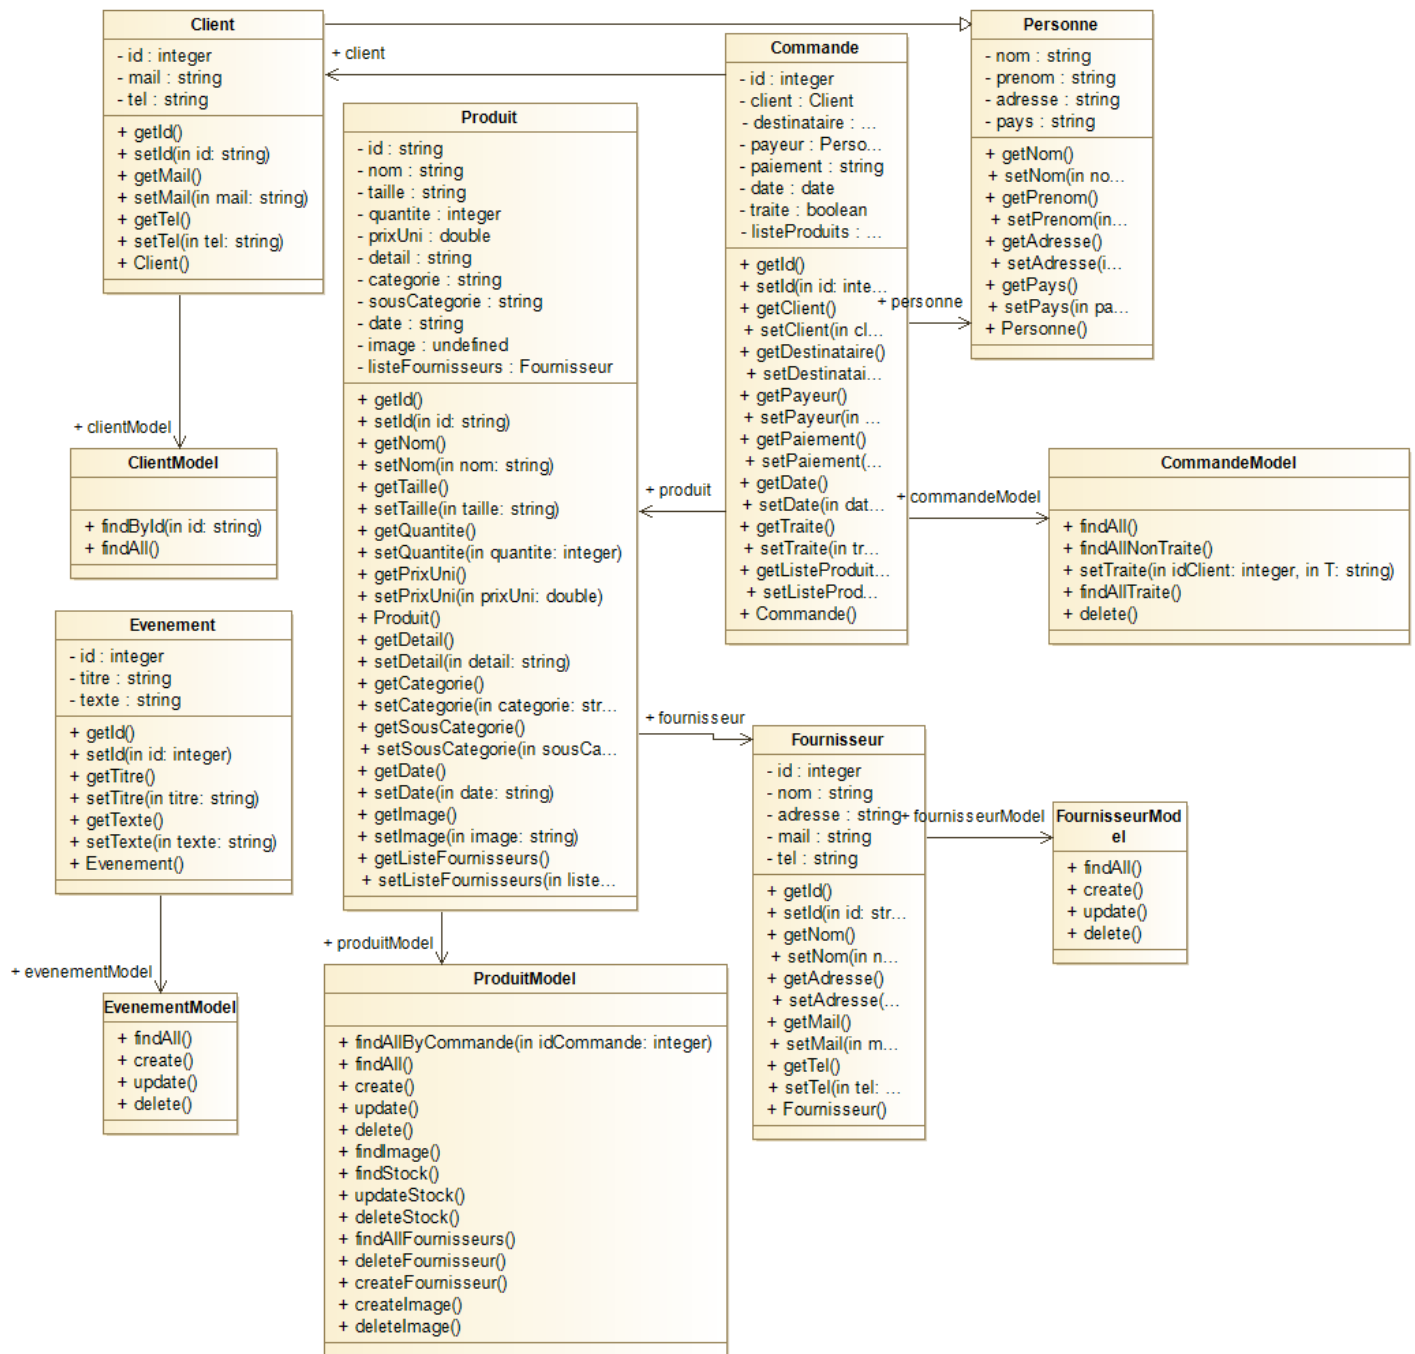 Client
- id : integer
- mail : string
- tel : string
+ getId()
+ setId(in id: string)
+ getMail()
+ setMail(in mail: string)
+ getTel()
+ setTel(in tel: string)
+ Client()
+ client
Commande
- id : integer
- client : Client
- destinataire : ...
- payeur : Perso...
- paiement : string
- date : date
- traite : boolean
- listeProduits : ...
+ getId()
+ setId(in id: inte...
+ getClient()
+ setClient(in cl...
+ getDestinataire()
+ setDestinatai...
+ getPayeur()
+ setPayeur(in ...
+ getPaiement()
+ setPaiement(...
+ getDate()
+ setDate(in dat...
+ getTraite()
+ setTraite(in tr...
+ getListeProduit...
+ setListeProd...
+ Commande()
Personne
- nom : string
- prenom : string
- adresse : string
- pays : string
+ getNom()
+ setNom(in no...
+ getPrenom()
+ setPrenom(in...
+ getAdresse()
+ setAdresse(i...
+ getPays()
+ setPays(in pa...
+ Personne()
+ personne
Produit
- id : string
- nom : string
- taille : string
- quantite : integer
- prixUni : double
- detail : string
- categorie : string
- sousCategorie : string
- date : string
- image : undefined
- listeFournisseurs : Fournisseur
+ getId()
+ setId(in id: string)
+ getNom()
+ setNom(in nom: string)
+ getTaille()
+ setTaille(in taille: string)
+ getQuantite()
+ setQuantite(in quantite: integer)
+ getPrixUni()
+ setPrixUni(in prixUni: double)
+ Produit()
+ getDetail()
+ setDetail(in detail: string)
+ getCategorie()
+ setCategorie(in categorie: str...
+ getSousCategorie()
+ setSousCategorie(in sousCa...
+ getDate()
+ setDate(in date: string)
+ getImage()
+ setImage(in image: string)
+ getListeFournisseurs()
+ setListeFournisseurs(in liste...
+ produit
+ clientModel
ClientModel
+ findById(in id: string)
+ findAll()
+ commandeModel
CommandeModel
+ findAll()
+ findAllNonTraite()
+ setTraite(in idClient: integer, in T: string)
+ findAllTraite()
+ delete()
Evenement
- id : integer
- titre : string
- texte : string
+ getId()
+ setId(in id: integer)
+ getTitre()
+ setTitre(in titre: string)
+ getTexte()
+ setTexte(in texte: string)
+ Evenement()
+ evenementModel
EvenementModel
+ findAll()
+ create()
+ update()
+ delete()
+ fournisseur
Fournisseur
- id : integer
- nom : string
- adresse : string
- mail : string
- tel : string
+ getId()
+ setId(in id: str...
+ getNom()
+ setNom(in n...
+ getAdresse()
+ setAdresse(...
+ getMail()
+ setMail(in m...
+ getTel()
+ setTel(in tel: ...
+ Fournisseur()
+ fournisseurModel
FournisseurMod
el
+ findAll()
+ create()
+ update()
+ delete()
+ produitModel
ProduitModel
+ findAllByCommande(in idCommande: integer)
+ findAll()
+ create()
+ update()
+ delete()
+ findImage()
+ findStock()
+ updateStock()
+ deleteStock()
+ findAllFournisseurs()
+ deleteFournisseur()
+ createFournisseur()
+ createImage()
+ deleteImage()